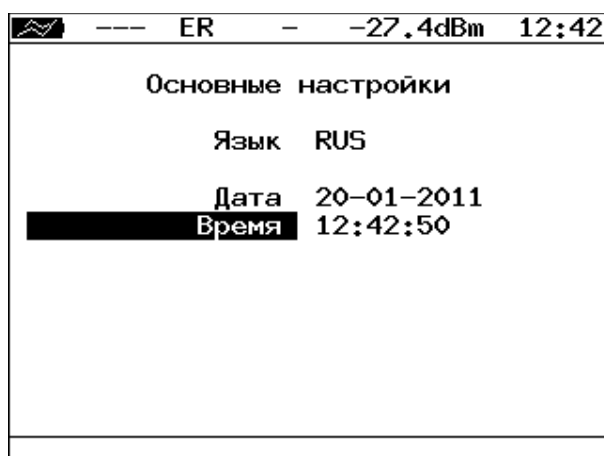 --- ER - -27.4dBm 12:42
Основные настройки
Язык RUS
Дата 20-01-2011
Время 12:42:50